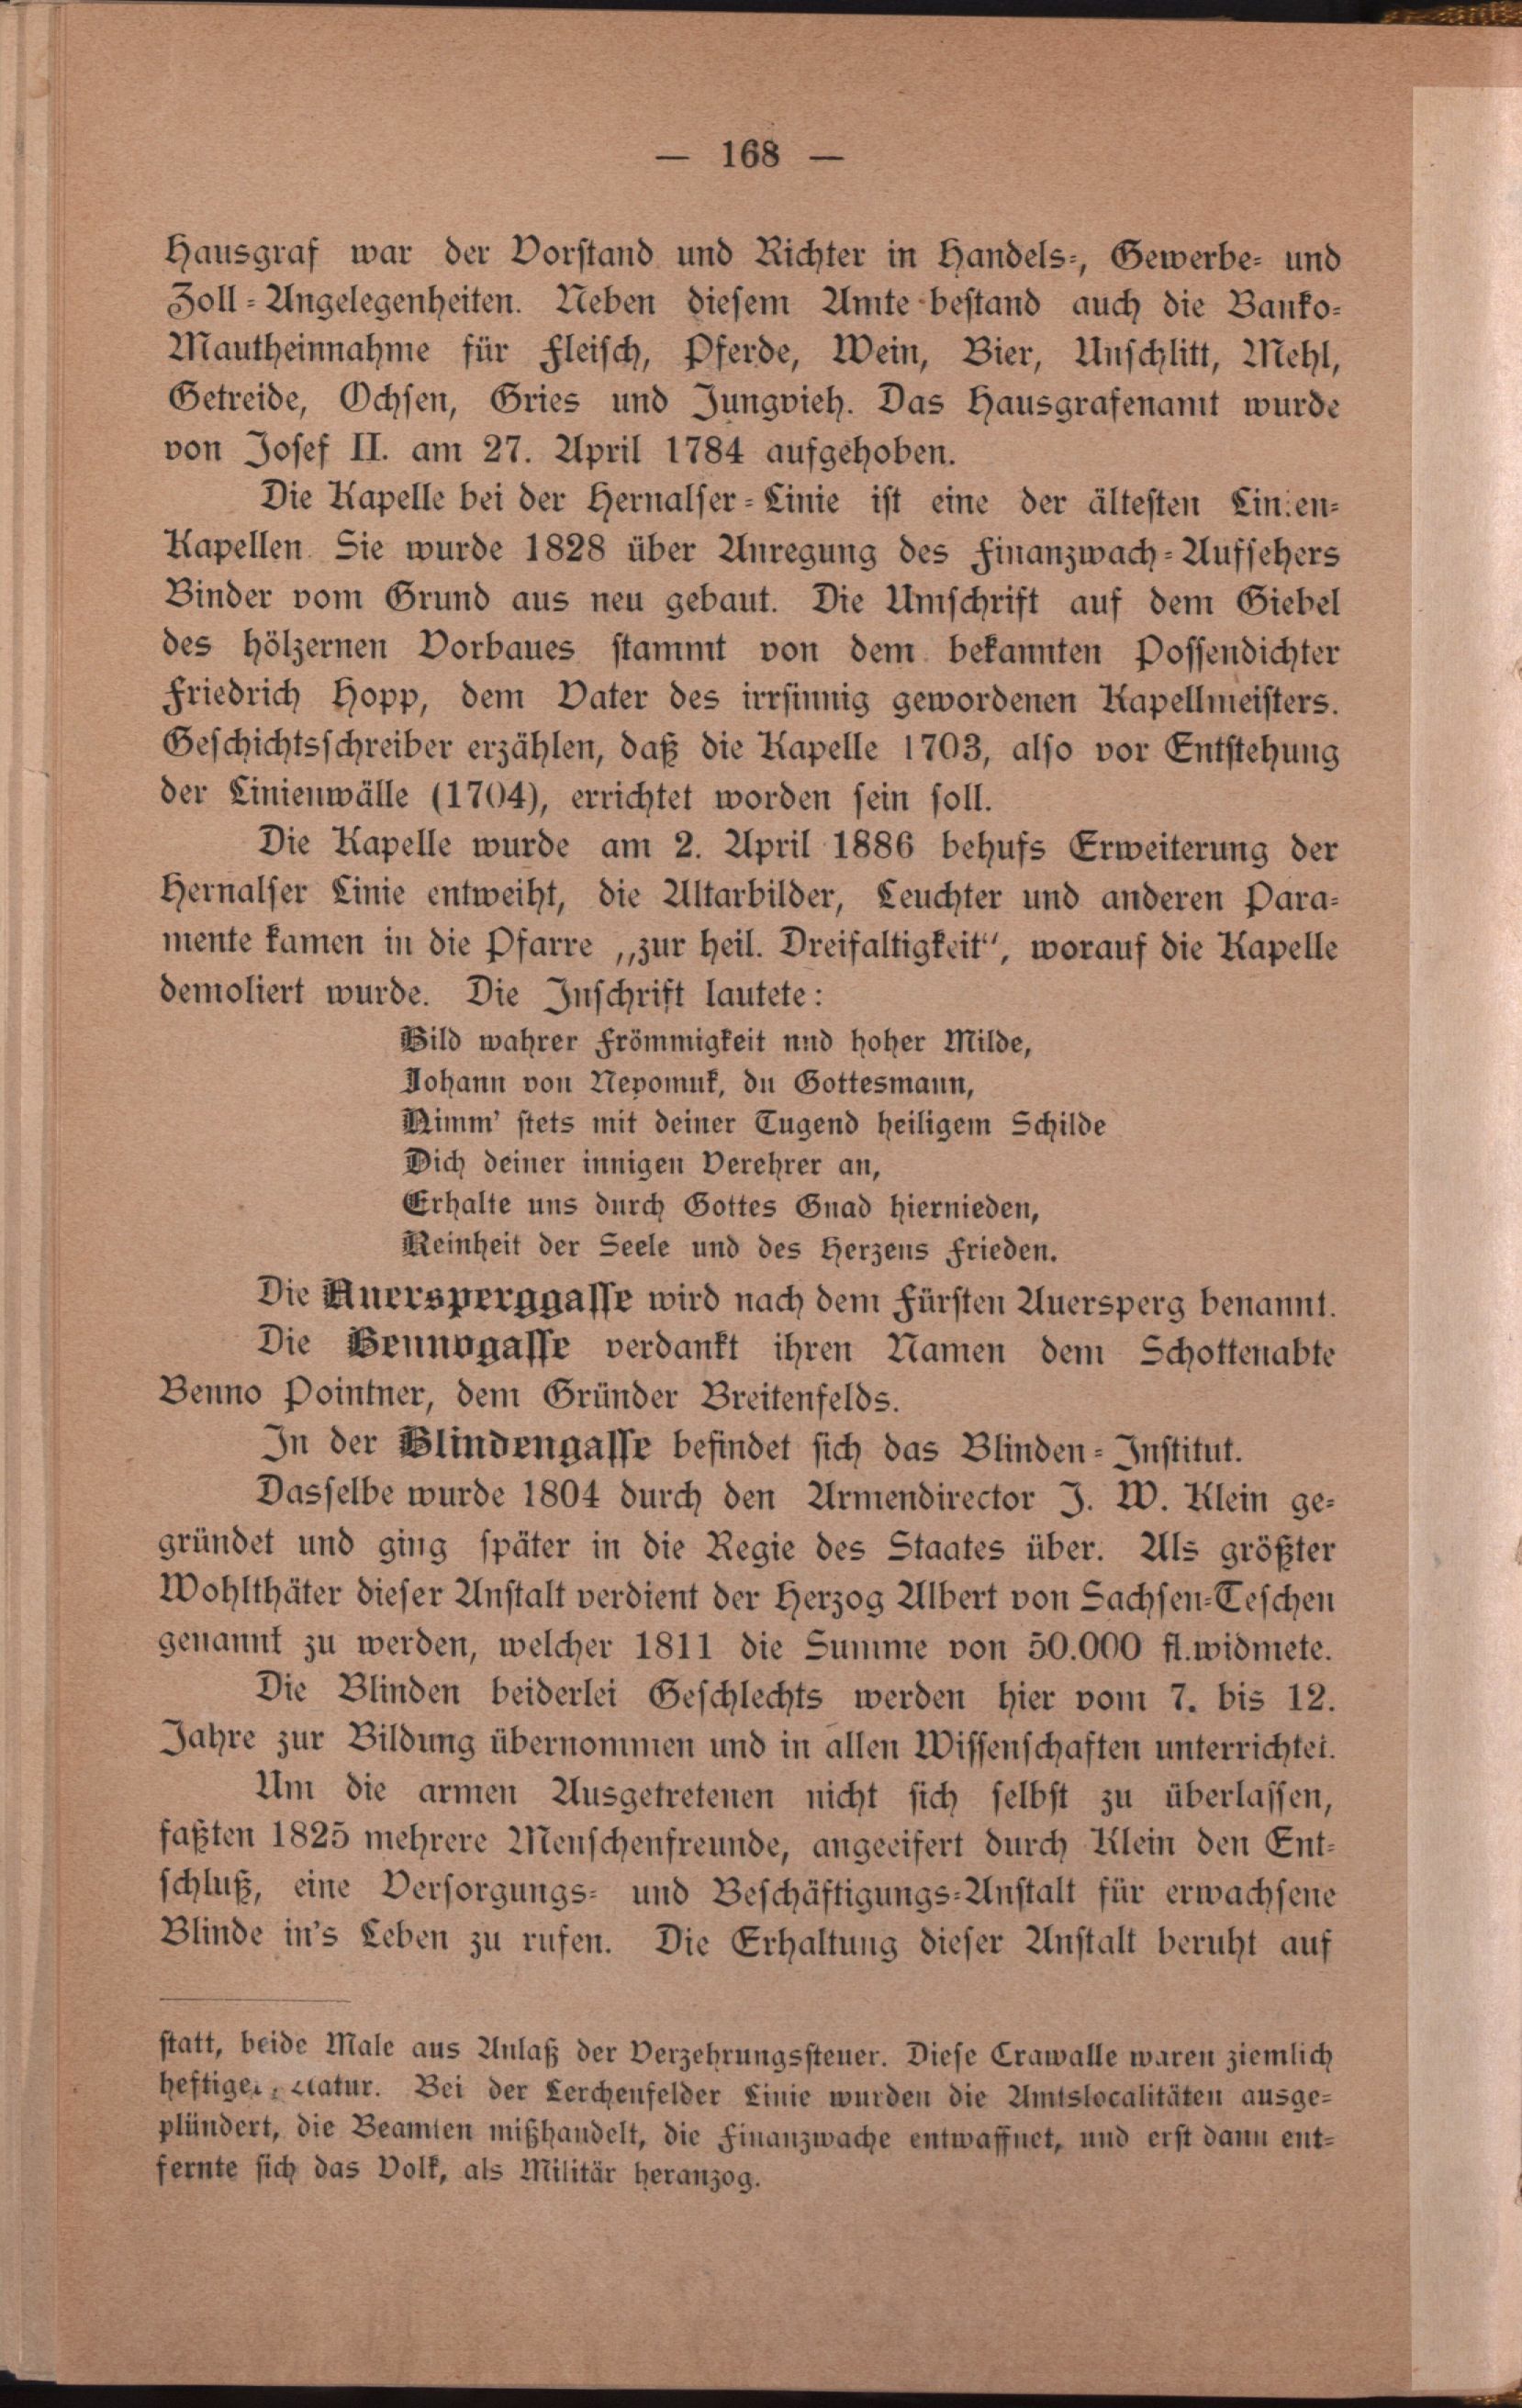 — 168 —
Hausgraf war der Vorstand und Richter in Handels-, Gewerbe- und
Zoll-Angelegenheiten. Neben diesem Amte bestand auch die Banko-
Mautheinnahme für Fleisch, Pferde, Wein, Bier, Unschlitt, Mehl,
Getreide, Ochsen, Gries und Jungvieh. Das Hausgrafenamt wurde
von Josef II. am 27. April 1784 aufgehoben.
Die Kapelle bei der Hernalser-Linie ist eine der ältesten Linien-
Kapellen. Sie wurde 1828 über Anregung des Finanzwach-Aufsehers
Binder vom Grund aus neu gebaut. Die Umschrift auf dem Giebel
des hölzernen Vorbaues stammt von dem bekannten Possendichter
Friedrich Hopp, dem Vater des irrsinnig gewordenen Kapellmeisters.
Geschichtsschreiber erzählen, daß die Kapelle 1703, also vor Entstehung
der Linienwälle (1704), errichtet worden sein soll.
Die Kapelle wurde am 2. April 1886 behufs Erweiterung der
Hernalser Linie entweiht, die Altarbilder, Leuchter und anderen Para-
mente kamen in die Pfarre „zur heil. Dreifaltigkeit", worauf die Kapelle
demoliert wurde. Die Inschrift lautete:
Bild wahrer Frömmigkeit und hoher Milde,
Johann von Nepomuk, du Gottesmann,
Nimm' stets mit deiner Tugend heiligem Schilde
Dich deiner innigen Verehrer an,
Erhalte uns durch Gottes Gnad hiernieden,
Reinheit der Seele und des Herzens Frieden.
Die Auersperggasse wird nach dem Fürsten Auersperg benannt.
Die Bennogasse verdankt ihren Namen dem Schottenabte
Benno Pointner, dem Gründer Breitenfelds.
In der Blindengasse befindet sich das Blinden-Institut.
Dasselbe wurde 1804 durch den Armendirector J. W. Klein ge-
gründet und ging später in die Regie des Staates über. Als größter
Wohlthäter dieser Anstalt verdient der Herzog Albert von Sachsen-Teschen
genannt zu werden, welcher 1811 die Summe von 50.000 fl. widmete.
Die Blinden beiderlei Geschlechts werden hier vom 7. bis 12.
Jahre zur Bildung übernommen und in allen Wissenschaften unterrichtet.
Um die armen Ausgetretenen nicht sich selbst zu überlassen,
faßten 1825 mehrere Menschenfreunde, angeeifert durch Klein den Ent-
schluß, eine Versorgungs- und Beschäftigungs-Anstalt für erwachsene
Blinde in's Leben zu rufen. Die Erhaltung dieser Anstalt beruht auf
statt, beide Male aus Anlaß der Verzehrungssteuer. Diese Crawalle waren ziemlich
heftiger Natur. Bei der Lerchenfelder Linie wurden die Amtslocalitäten ausge-
plündert, die Beamten mißhandelt, die Finanzwache entwaffnet, und erst dann ent-
fernte sich das Volk, als Militär heranzog.